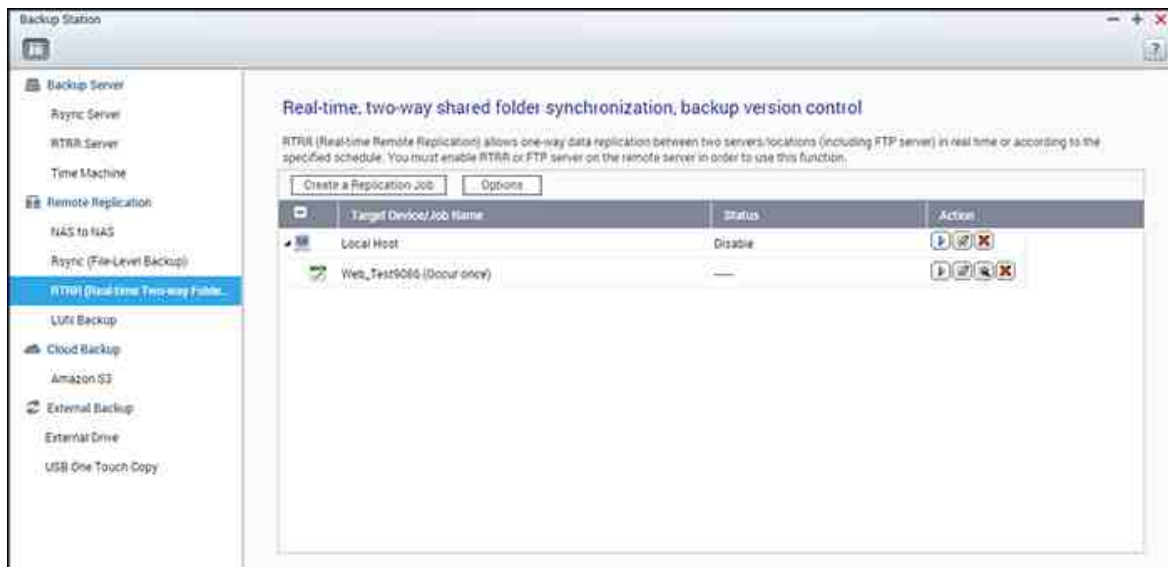 Backup Station
?
Backup Server
Rsync Server
RTRR Server
Time Machine
Remote Replication
NAS to NAS
Rsync (File-Level Backup)
RTRR (Real-time Two-way Folde...
LUN Backup
Cloud Backup
Amazon S3
External Backup
External Drive
USB One Touch Copy
Real-time, two-way shared folder synchronization, backup version control
RTRR (Real-time Remote Replication) allows one-way data replication between two servers/locations (including FTP server) in real time or according to the
specified schedule. You must enable RTRR or FTP server on the remote server in order to use this function.
Create a Replication Job Options
Target Device/Job Name Status Action
Local Host Disable
Web_Test9086 (Occur once) -----